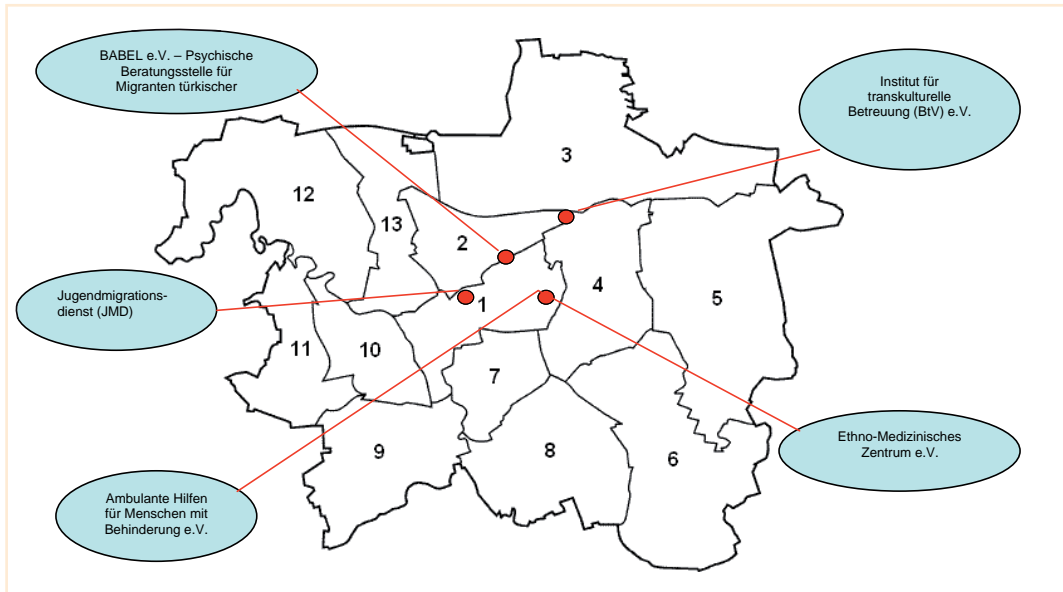 BABEL e.V. – Psychische
Beratungsstelle für
Migranten türkischer
Institut für
transkulturelle
Betreuung (BtV) e.V.
3
12
13
2
4
5
Jugendmigrations-
dienst (JMD)
1
11
10
7
9
8
6
Ethno-Medizinisches
Zentrum e.V.
Ambulante Hilfen
für Menschen mit
Behinderung e.V.